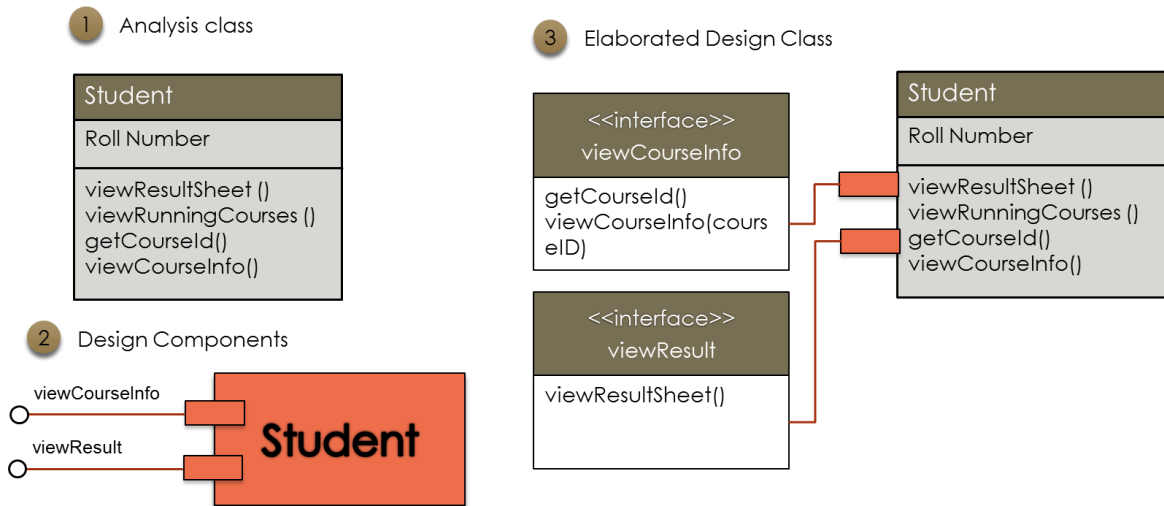 1 Analysis class
Student
Roll Number
viewResultSheet ()
viewRunningCourses ()
getCourseId()
viewCourseInfo()
2 Design Components
viewCourseInfo
viewResult
Student
3 Elaborated Design Class
<<interface>>
viewCourseInfo
getCourseId()
viewCourseInfo(cours
eID)
<<interface>>
viewResult
viewResultSheet()
Student
Roll Number
viewResultSheet ()
viewRunningCourses ()
getCourseId()
viewCourseInfo()